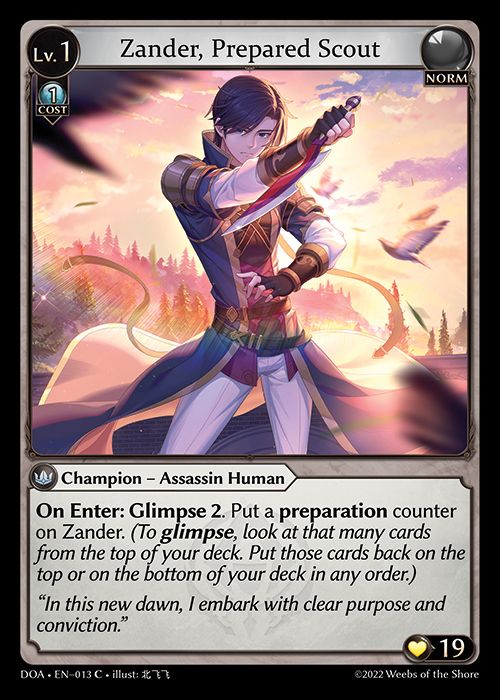 Lv. 1
Zander, Prepared Scout
NORM
1
COST
Champion – Assassin Human
On Enter: Glimpse 2. Put a preparation counter
on Zander. (To glimpse, look at that many cards
from the top of your deck. Put those cards back on the
top or on the bottom of your deck in any order.)
“In this new dawn, I embark with clear purpose and
conviction.”
19
DOA • EN–013 C • illust: 北飞飞
©2022 Weebs of the Shore